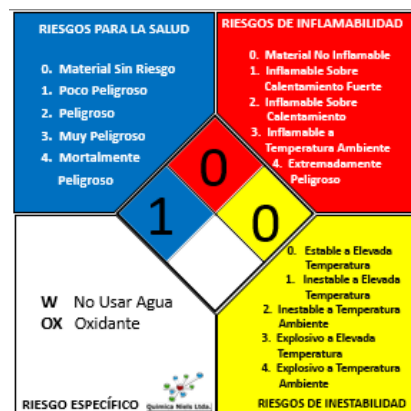 RIESGOS PARA LA SALUD
0. Material Sin Riesgo
1. Poco Peligroso
2. Peligroso
3. Muy Peligroso
4. Mortalmente
Peligroso
RIESGOS DE INFLAMABILIDAD
0. Material No Inflamable
1. Inflamable Sobre
Calentamiento Fuerte
2. Inflamable Sobre
Calentamiento
3. Inflamable a
Temperatura Ambiente
4. Extremadamente
Peligroso
0
1
0
W No Usar Agua
OX Oxidante
RIESGO ESPECÍFICO
Química Niels Ltda.
0. Estable a Elevada
Temperatura
1. Inestable a Elevada
Temperatura
2. Inestable a Temperatura
Ambiente
3. Explosivo a Elevada
Temperatura
4. Explosivo a Temperatura
Ambiente
RIESGOS DE INESTABILIDAD